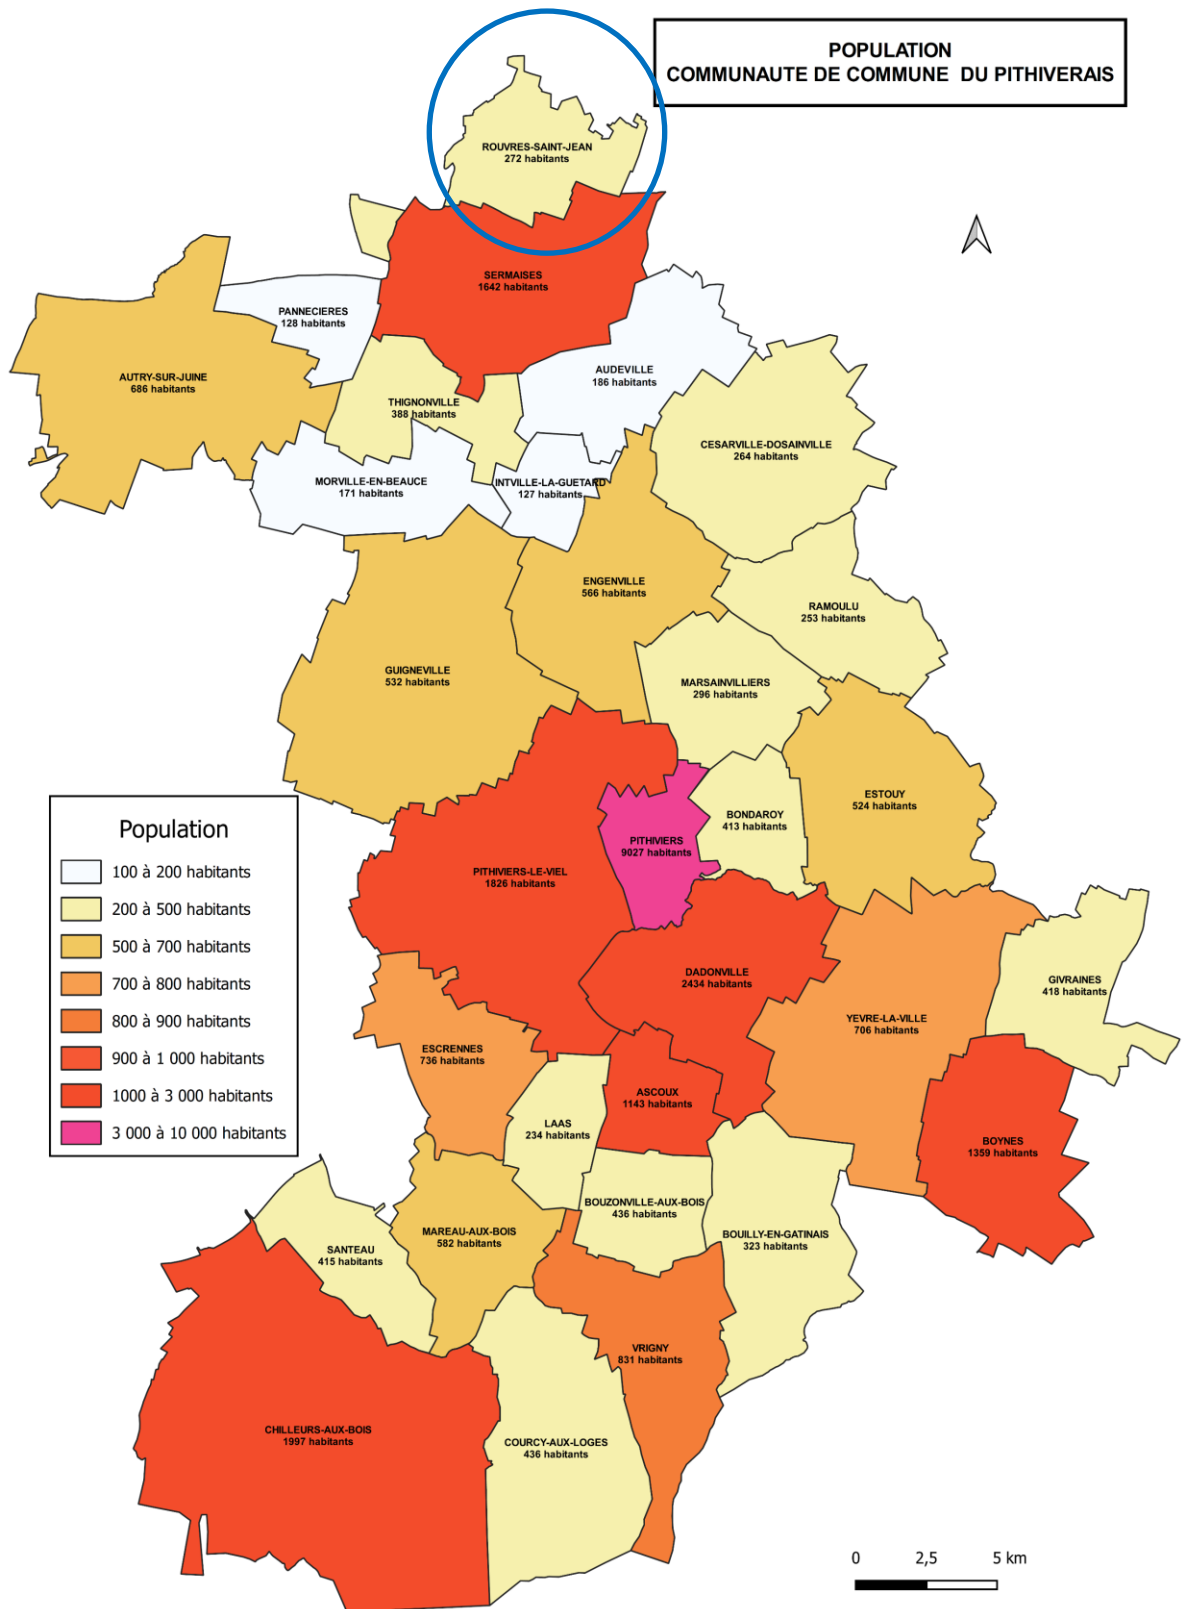 POPULATION
COMMUNAUTE DE COMMUNE DU PITHIVERAIS
ROUVRES-SAINT-JEAN
272 habitants
SERMAISES
1642 habitants
PANNECIERES
128 habitants
AUDEVILLE
186 habitants
AUTRY-SUR-JUINE
686 habitants
THIGNONVILLE
388 habitants
CESARVILLE-DOSAINVILLE
264 habitants
MORVILLE-EN-BEAUCE
171 habitants
INTVILLE-LA-GUETARD
127 habitants
ENGENVILLE
566 habitants
RAMOULU
253 habitants
GUIGNEVILLE
532 habitants
MARSAINVILLIERS
296 habitants
ESTOUY
524 habitants
BONDAROY
413 habitants
PITHIVIERS
9027 habitants
PITHIVIERS-LE-VIEL
1826 habitants
Population
100 à 200 habitants
200 à 500 habitants
500 à 700 habitants
700 à 800 habitants
800 à 900 habitants
900 à 1 000 habitants
1000 à 3 000 habitants
3 000 à 10 000 habitants
DADONVILLE
2434 habitants
GIVRAINES
418 habitants
YEVRE-LA-VILLE
706 habitants
ESCRENNES
736 habitants
ASCOUX
1143 habitants
LAAS
234 habitants
BOYNES
1359 habitants
BOUZONVILLE-AUX-BOIS
436 habitants
MAREAU-AUX-BOIS
582 habitants
BOUILLY-EN-GATINAIS
323 habitants
SANTEAU
415 habitants
VRIGNY
831 habitants
CHILLEURS-AUX-BOIS
1997 habitants
COURCY-AUX-LOGES
436 habitants
0 2,5 5 km